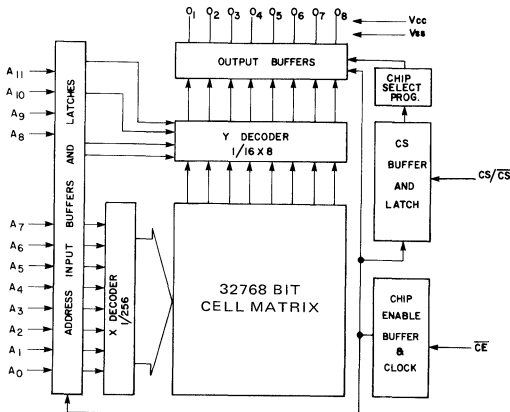 O1 O2 O3 O4 O5 O6 O7 O8
Vcc
Vss
OUTPUT BUFFERS
CHIP
SELECT
PROG.
A11
A10
A9
A8
Y DECODER
1/16 X 8
CS
BUFFER
AND
LATCH
CS/C̅S̅
ADDRESS INPUT BUFFERS AND LATCHES
A7
A6
A5
A4
A3
A2
A1
A0
X DECODER
1/256
32768 BIT
CELL MATRIX
CHIP
ENABLE
BUFFER
&
CLOCK
C̅E̅